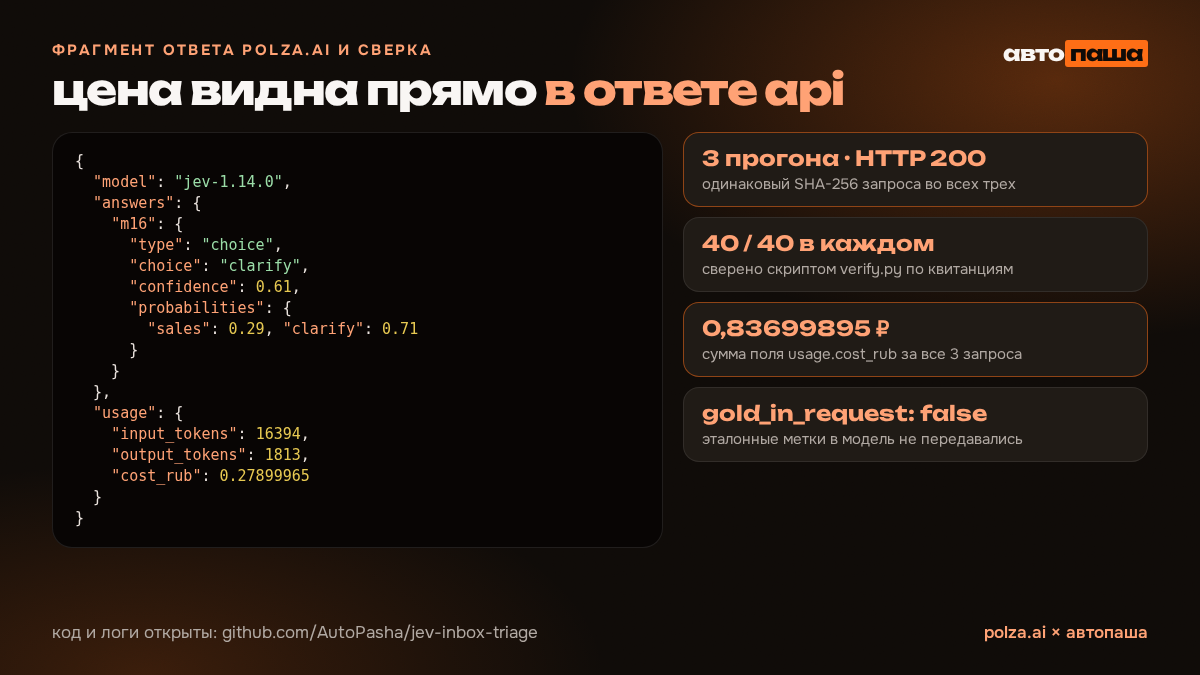 ФРАГМЕНТ ОТВЕТА POLZA.AI И СВЕРКА
автопаша
цена видна прямо в ответе api
{
  "model": "jev-1.14.0",
  "answers": {
    "m16": {
      "type": "choice",
      "choice": "clarify",
      "confidence": 0.61,
      "probabilities": {
        "sales": 0.29, "clarify": 0.71
      }
    }
  },
  "usage": {
    "input_tokens": 16394,
    "output_tokens": 1813,
    "cost_rub": 0.27899965
  }
}
3 прогона · HTTP 200
одинаковый SHA-256 запроса во всех трех
40 / 40 в каждом
сверено скриптом verify.py по квитанциям
0,83699895 ₽
сумма поля usage.cost_rub за все 3 запроса
gold_in_request: false
эталонные метки в модель не передавались
код и логи открыты: github.com/AutoPasha/jev-inbox-triage
polza.ai × автопаша